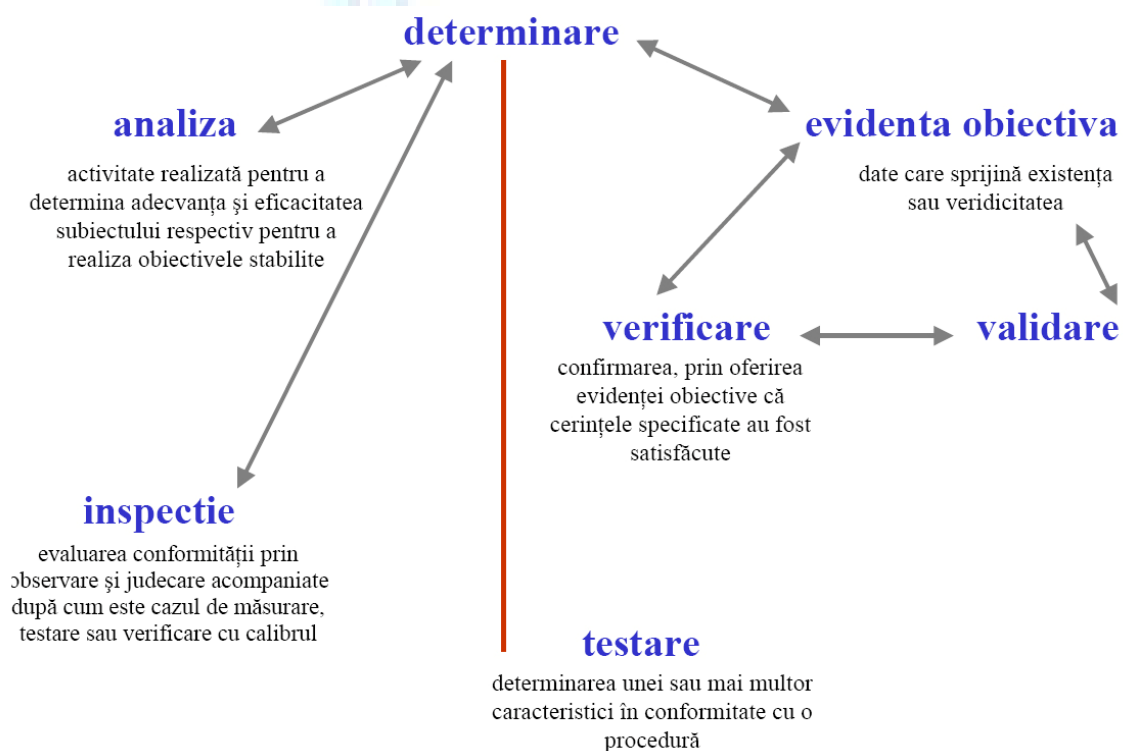 determinare
analiza
activitate realizată pentru a
determina adecvanța şi eficacitatea
subiectului respectiv pentru a
realiza obiectivele stabilite
evidenta obiectiva
date care sprijină existența
sau veridicitatea
verificare
confirmarea, prin oferirea
evidenței obiective că
cerințele specificate au fost
satisfăcute
validare
inspectie
evaluarea conformității prin
observare şi judecare acompaniate
după cum este cazul de măsurare,
testare sau verificare cu calibrul
testare
determinarea unei sau mai multor
caracteristici în conformitate cu o
procedură